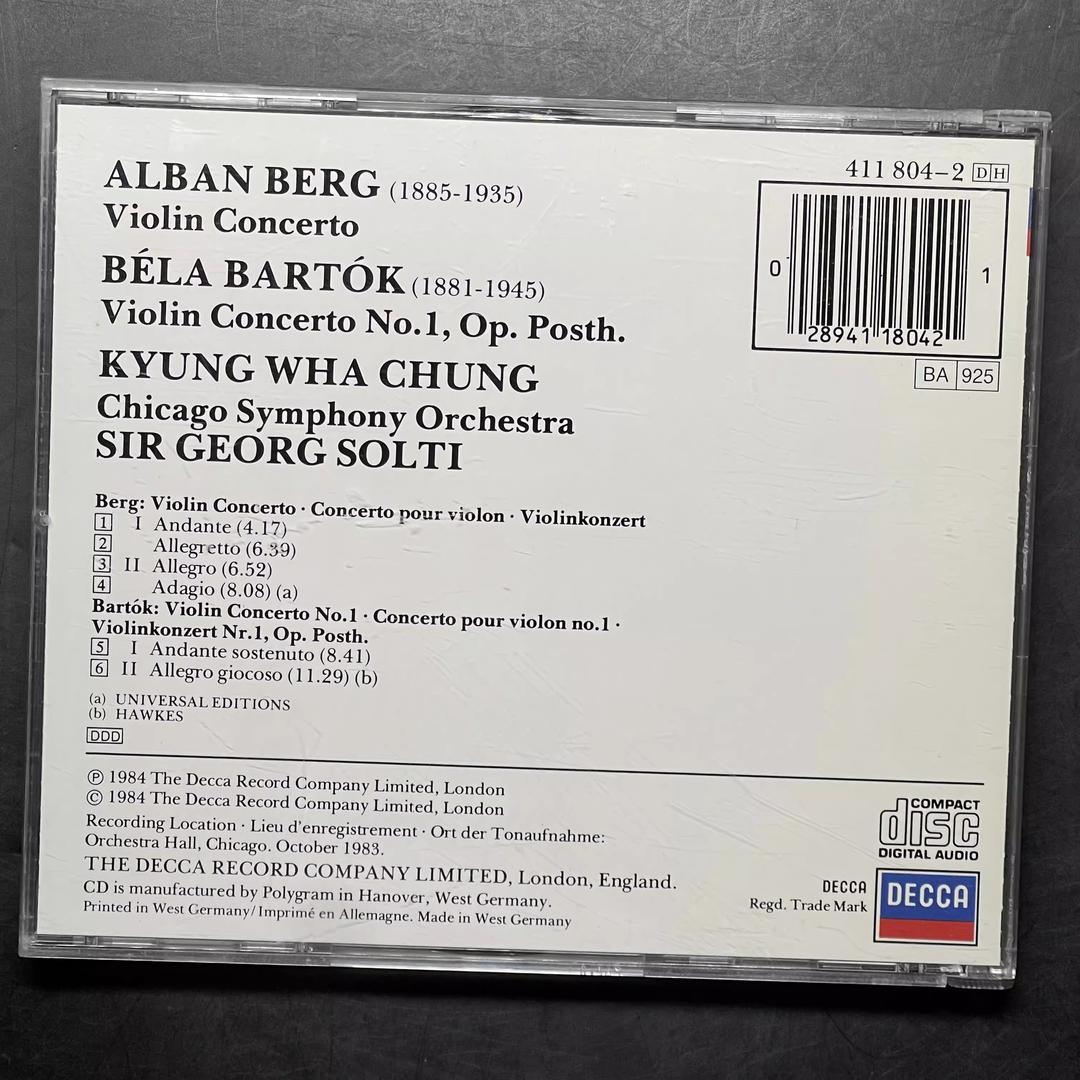 ALBAN BERG (1885-1935)
Violin Concerto
BÉLA BARTÓK (1881-1945)
Violin Concerto No.1, Op. Posth.
KYUNG WHA CHUNG
Chicago Symphony Orchestra
SIR GEORG SOLTI
411 804-2 DH
0 28941 18042 1
BA 925
Berg: Violin Concerto · Concerto pour violon · Violinkonzert
1 I Andante (4.17)
2 Allegretto (6.39)
3 II Allegro (6.52)
4 Adagio (8.08) (a)
Bartók: Violin Concerto No.1 · Concerto pour violon no.1 ·
Violinkonzert Nr.1, Op. Posth.
5 I Andante sostenuto (8.41)
6 II Allegro giocoso (11.29) (b)
(a) UNIVERSAL EDITIONS
(b) HAWKES
DDD
℗ 1984 The Decca Record Company Limited, London
© 1984 The Decca Record Company Limited, London
Recording Location · Lieu d'enregistrement · Ort der Tonaufnahme:
Orchestra Hall, Chicago. October 1983.
THE DECCA RECORD COMPANY LIMITED, London, England.
CD is manufactured by Polygram in Hanover, West Germany.
Printed in West Germany/Imprimé en Allemagne. Made in West Germany
COMPACT
disc
DIGITAL AUDIO
DECCA
Regd. Trade Mark
DECCA